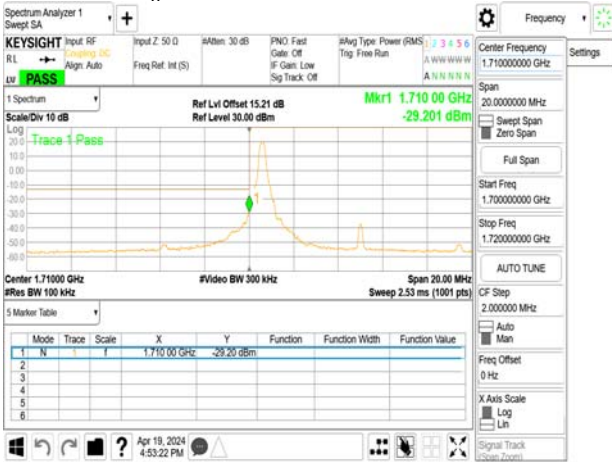 Spectrum Analyzer 1
Swept SA
Frequency
KEYSIGHT Input: RF
RL
Coupling: DC
Align: Auto
Input Z: 50 Ω
Freq Ref: Int (S)
#Atten: 30 dB
PNO: Fast
Gate: Off
IF Gain: Low
Sig Track: Off
#Avg Type: Power (RMS
Trig: Free Run
1 2 3 4 5 6
A W W W W W
A N N N N N
LW PASS
1 Spectrum
Scale/Div 10 dB
Ref Lvl Offset 15.21 dB
Ref Level 30.00 dBm
Mkr1 1.710 00 GHz
-29.201 dBm
Log
Trace 1 Pass
20.0
10.0
0.00
-10.0
-20.0
-30.0
-40.0
-50.0
-60.0
1
Center 1.71000 GHz
#Res BW 100 kHz
#Video BW 300 kHz
Span 20.00 MHz
Sweep 2.53 ms (1001 pts)
5 Marker Table
Mode Trace Scale X Y Function Function Width Function Value
1 N 1 f 1.710 00 GHz -29.20 dBm
2
3
4
5
6
Apr 19, 2024
4:53:22 PM
Center Frequency
1.710000000 GHz
Settings
Span
20.0000000 MHz
Swept Span
Zero Span
Full Span
Start Freq
1.700000000 GHz
Stop Freq
1.720000000 GHz
AUTO TUNE
CF Step
2.000000 MHz
Auto
Man
Freq Offset
0 Hz
X Axis Scale
Log
Lin
Signal Track
(Span Zoom)